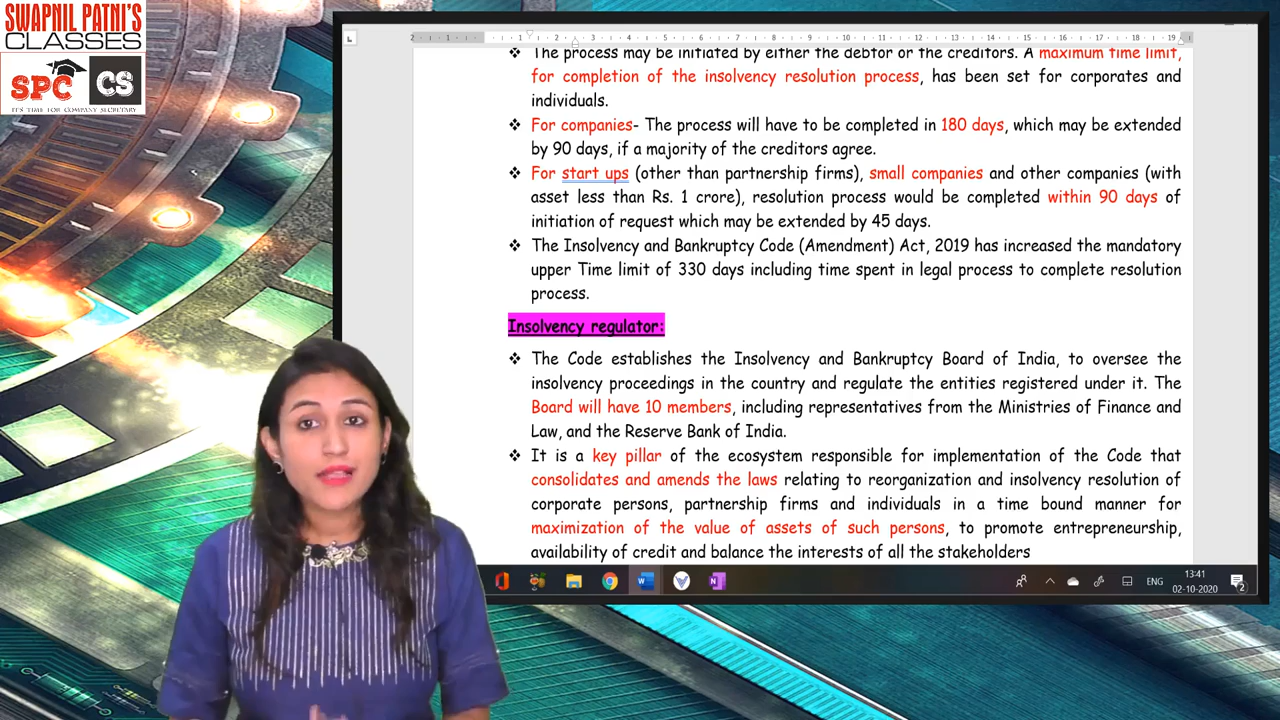 SWAPNIL PATNI'S
CLASSES
SPC CS
IT'S TIME FOR COMPANY SECRETARY
❖ The process may be initiated by either the debtor or the creditors. A maximum time limit,
for completion of the insolvency resolution process, has been set for corporates and
individuals.
❖ For companies- The process will have to be completed in 180 days, which may be extended
by 90 days, if a majority of the creditors agree.
❖ For start ups (other than partnership firms), small companies and other companies (with
asset less than Rs. 1 crore), resolution process would be completed within 90 days of
initiation of request which may be extended by 45 days.
❖ The Insolvency and Bankruptcy Code (Amendment) Act, 2019 has increased the mandatory
upper Time limit of 330 days including time spent in legal process to complete resolution
process.
Insolvency regulator:
❖ The Code establishes the Insolvency and Bankruptcy Board of India, to oversee the
insolvency proceedings in the country and regulate the entities registered under it. The
Board will have 10 members, including representatives from the Ministries of Finance and
Law, and the Reserve Bank of India.
❖ It is a key pillar of the ecosystem responsible for implementation of the Code that
consolidates and amends the laws relating to reorganization and insolvency resolution of
corporate persons, partnership firms and individuals in a time bound manner for
maximization of the value of assets of such persons, to promote entrepreneurship,
availability of credit and balance the interests of all the stakeholders
ENG
13:41
02-10-2020
2